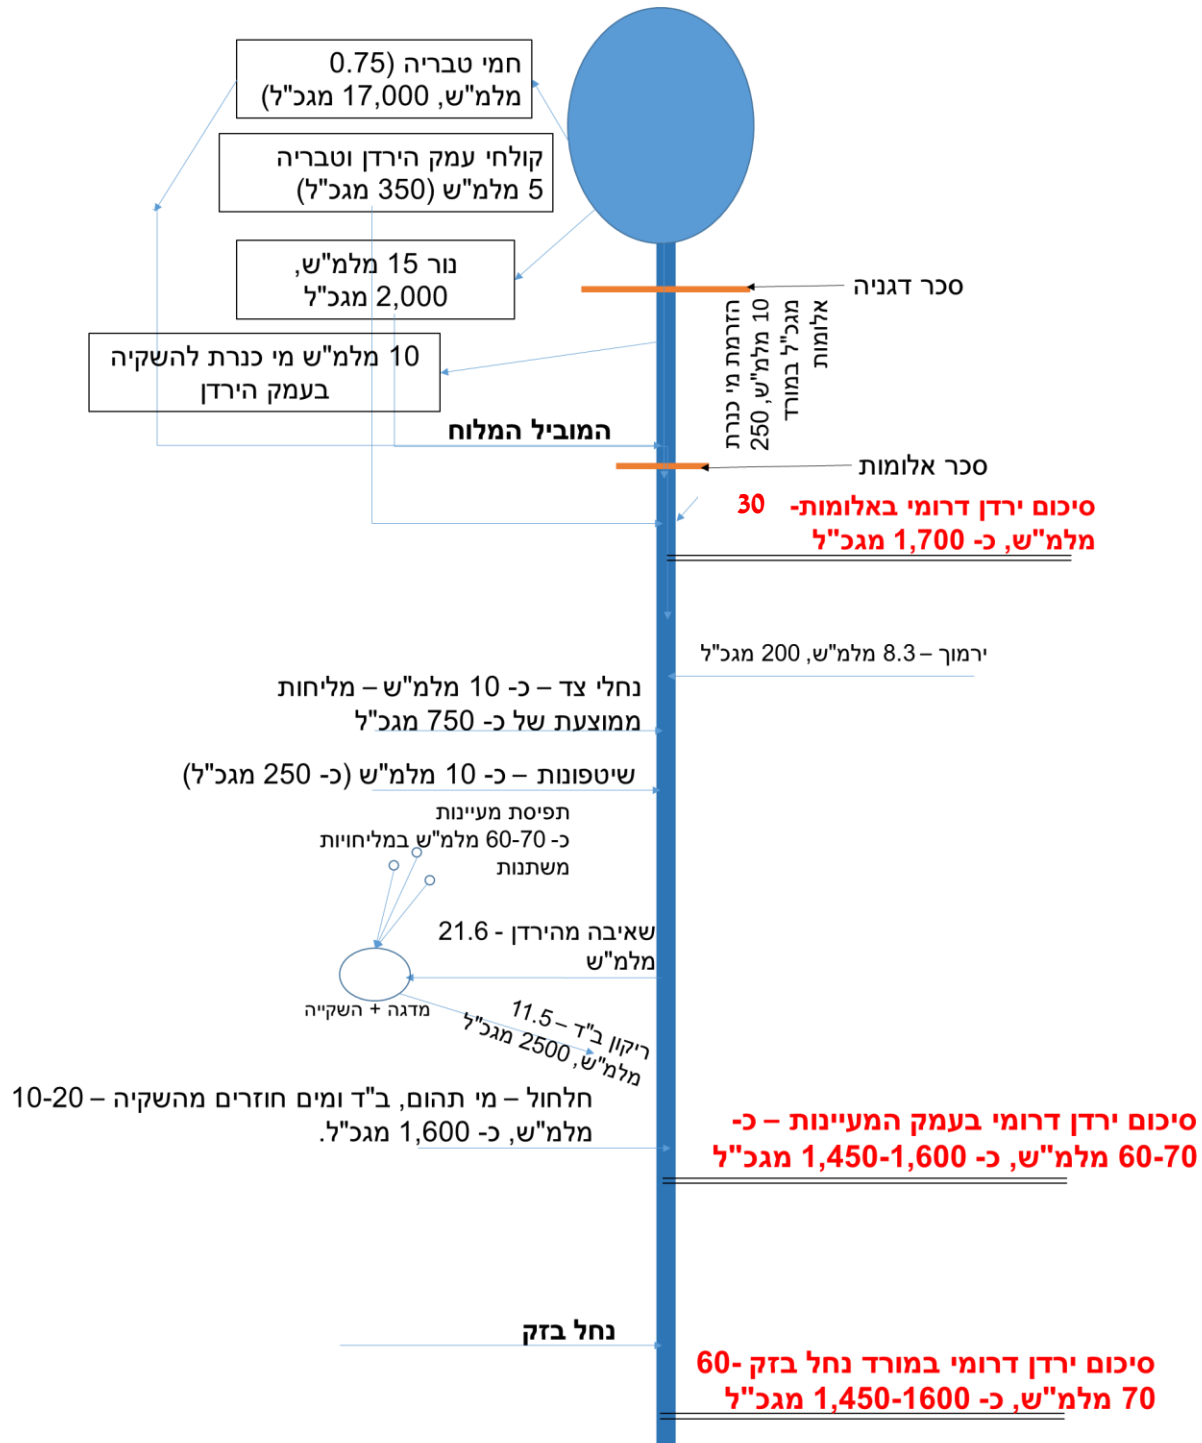 חמי טבריה (0.75
מלמ"ש, 17,000 מגכ"ל)
קולחי עמק הירדן וטבריה
5 מלמ"ש (350 מגכ"ל)
נור 15 מלמ"ש,
2,000 מגכ"ל
סכר דגניה
הזרמת מי כנרת
10 מלמ"ש, 250
מגכ"ל במורד
אלומות
10 מלמ"ש מי כנרת להשקיה
בעמק הירדן
המוביל המלוח
סכר אלומות
סיכום ירדן דרומי באלומות- 30
מלמ"ש, כ- 1,700 מגכ"ל
ירמוך – 8.3 מלמ"ש, 200 מגכ"ל
נחלי צד – כ- 10 מלמ"ש – מליחות
ממוצעת של כ- 750 מגכ"ל
שיטפונות – כ- 10 מלמ"ש (כ- 250 מגכ"ל)
תפיסת מעיינות
כ- 60-70 מלמ"ש במליחויות
משתנות
שאיבה מהירדן - 21.6
מלמ"ש
מדגה + השקייה
ריקון ב"ד – 11.5
מלמ"ש, 2500 מגכ"ל
חלחול – מי תהום, ב"ד ומים חוזרים מהשקיה – 10-20
מלמ"ש, כ- 1,600 מגכ"ל.
סיכום ירדן דרומי בעמק המעיינות – כ-
60-70 מלמ"ש, כ- 1,450-1,600 מגכ"ל
נחל בזק
סיכום ירדן דרומי במורד נחל בזק -60
70 מלמ"ש, כ- 1,450-1600 מגכ"ל